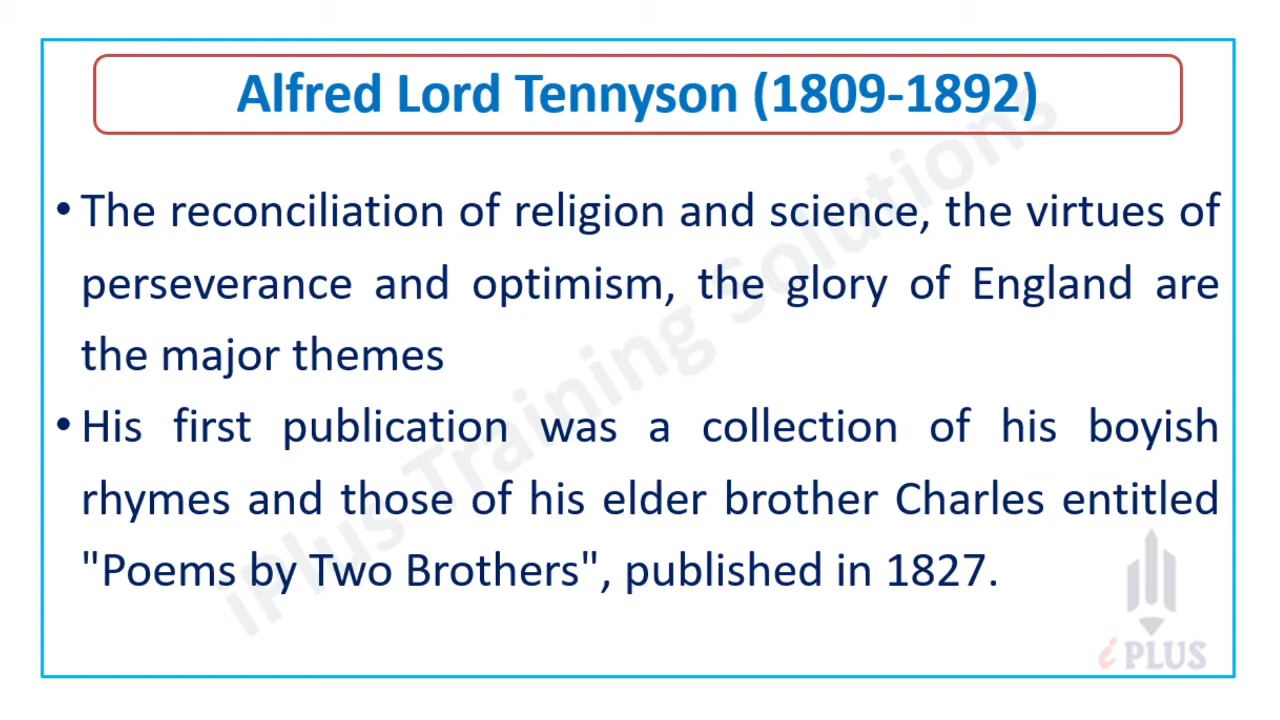 Alfred Lord Tennyson (1809-1892)
• The reconciliation of religion and science, the virtues of
perseverance and optimism, the glory of England are
the major themes
• His first publication was a collection of his boyish
rhymes and those of his elder brother Charles entitled
"Poems by Two Brothers", published in 1827.
iPlus Training Solutions
i PLUS